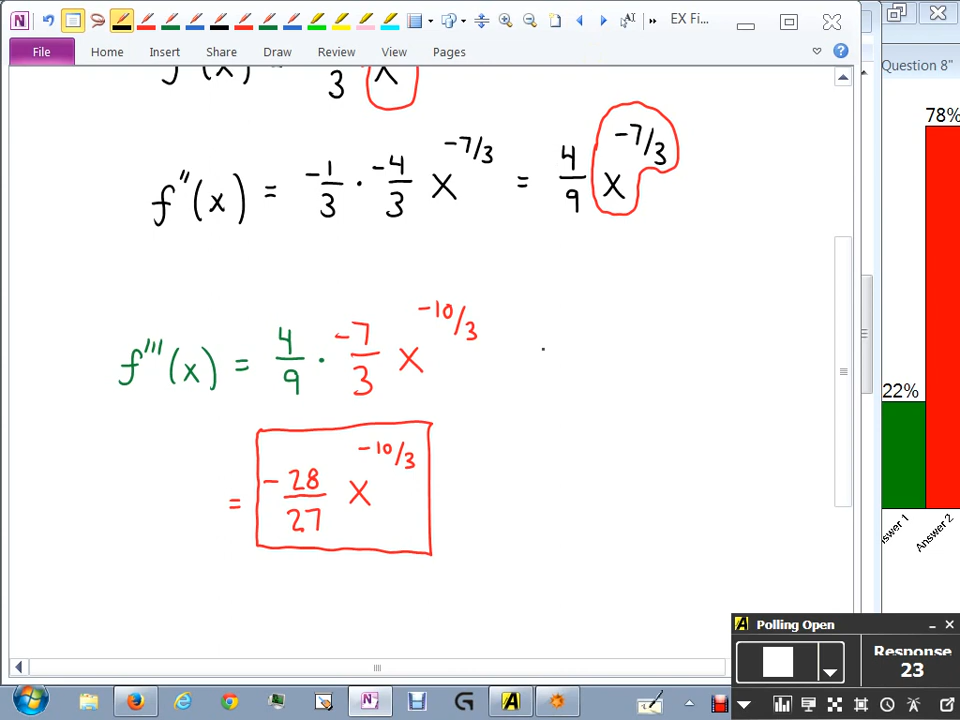 EX Fi...
File Home Insert Share Draw Review View Pages
3 x
f''(x) = -1/3 · -4/3 x^-7/3 = 4/9 x^-7/3
f'''(x) = 4/9 · -7/3 x^-10/3
= -28/27 x^-10/3
Question 8"
78%
22%
Answer 2
Polling Open
Response
23